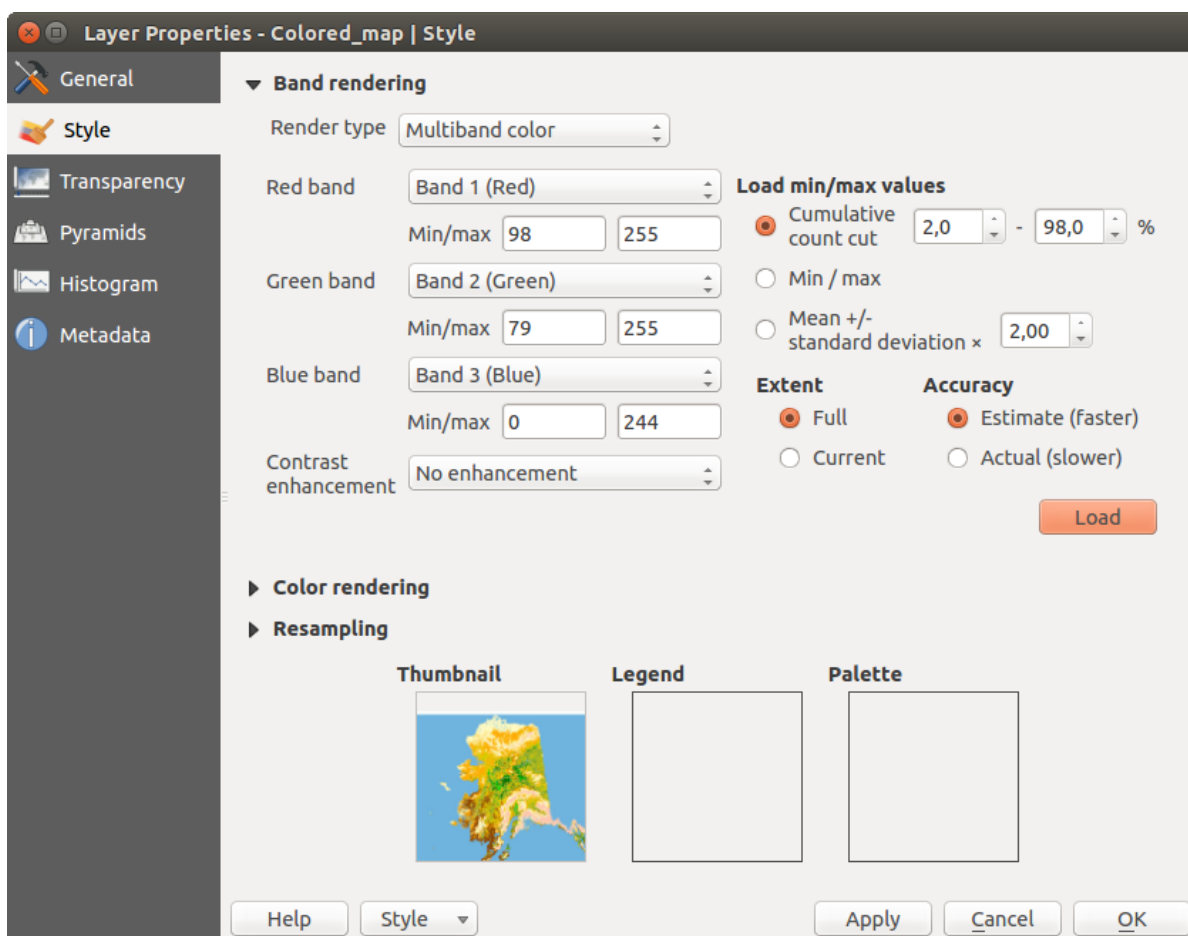 Layer Properties - Colored_map | Style
General
Style
Transparency
Pyramids
Histogram
Metadata
Band rendering
Render type Multiband color
Red band Band 1 (Red)
Min/max 98 255
Green band Band 2 (Green)
Min/max 79 255
Blue band Band 3 (Blue)
Min/max 0 244
Contrast
enhancement No enhancement
Load min/max values
Cumulative
count cut 2,0 - 98,0 %
Min / max
Mean +/-
standard deviation × 2,00
Extent Accuracy
Full Estimate (faster)
Current Actual (slower)
Load
Color rendering
Resampling
Thumbnail Legend Palette
Help Style Apply Cancel OK